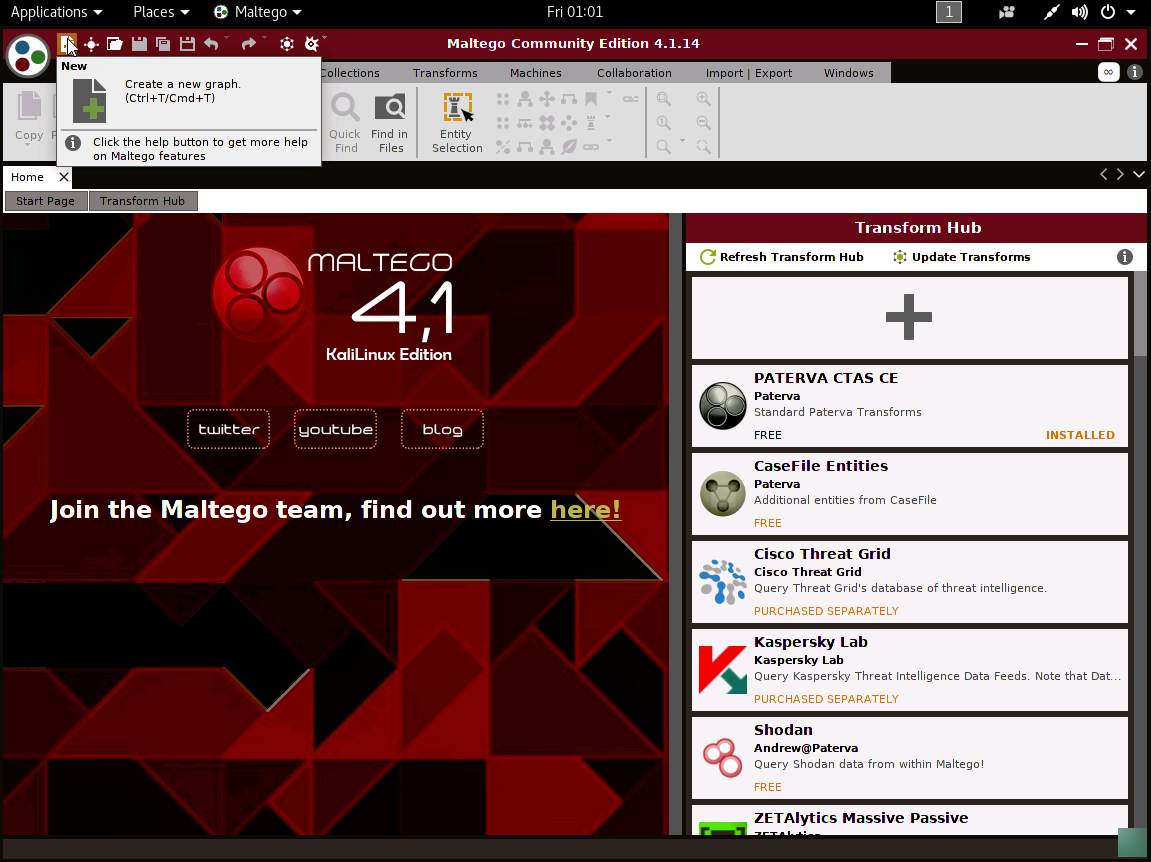 Applications Places Maltego Fri 01:01 1
Maltego Community Edition 4.1.14
Collections Transforms Machines Collaboration Import | Export Windows
New
Create a new graph.
(Ctrl+T/Cmd+T)
Click the help button to get more help
on Maltego features
Copy
Quick
Find
Find in
Files
Entity
Selection
Home
Start Page Transform Hub
MALTEGO
4,1
KaliLinux Edition
twitter youtube blog
Join the Maltego team, find out more here!
Transform Hub
Refresh Transform Hub Update Transforms
PATERVA CTAS CE
Paterva
Standard Paterva Transforms
FREE INSTALLED
CaseFile Entities
Paterva
Additional entities from CaseFile
FREE
Cisco Threat Grid
Cisco Threat Grid
Query Threat Grid's database of threat intelligence.
PURCHASED SEPARATELY
Kaspersky Lab
Kaspersky Lab
Query Kaspersky Threat Intelligence Data Feeds. Note that Dat...
PURCHASED SEPARATELY
Shodan
Andrew@Paterva
Query Shodan data from within Maltego!
FREE
ZETAlytics Massive Passive
ZETAlytics